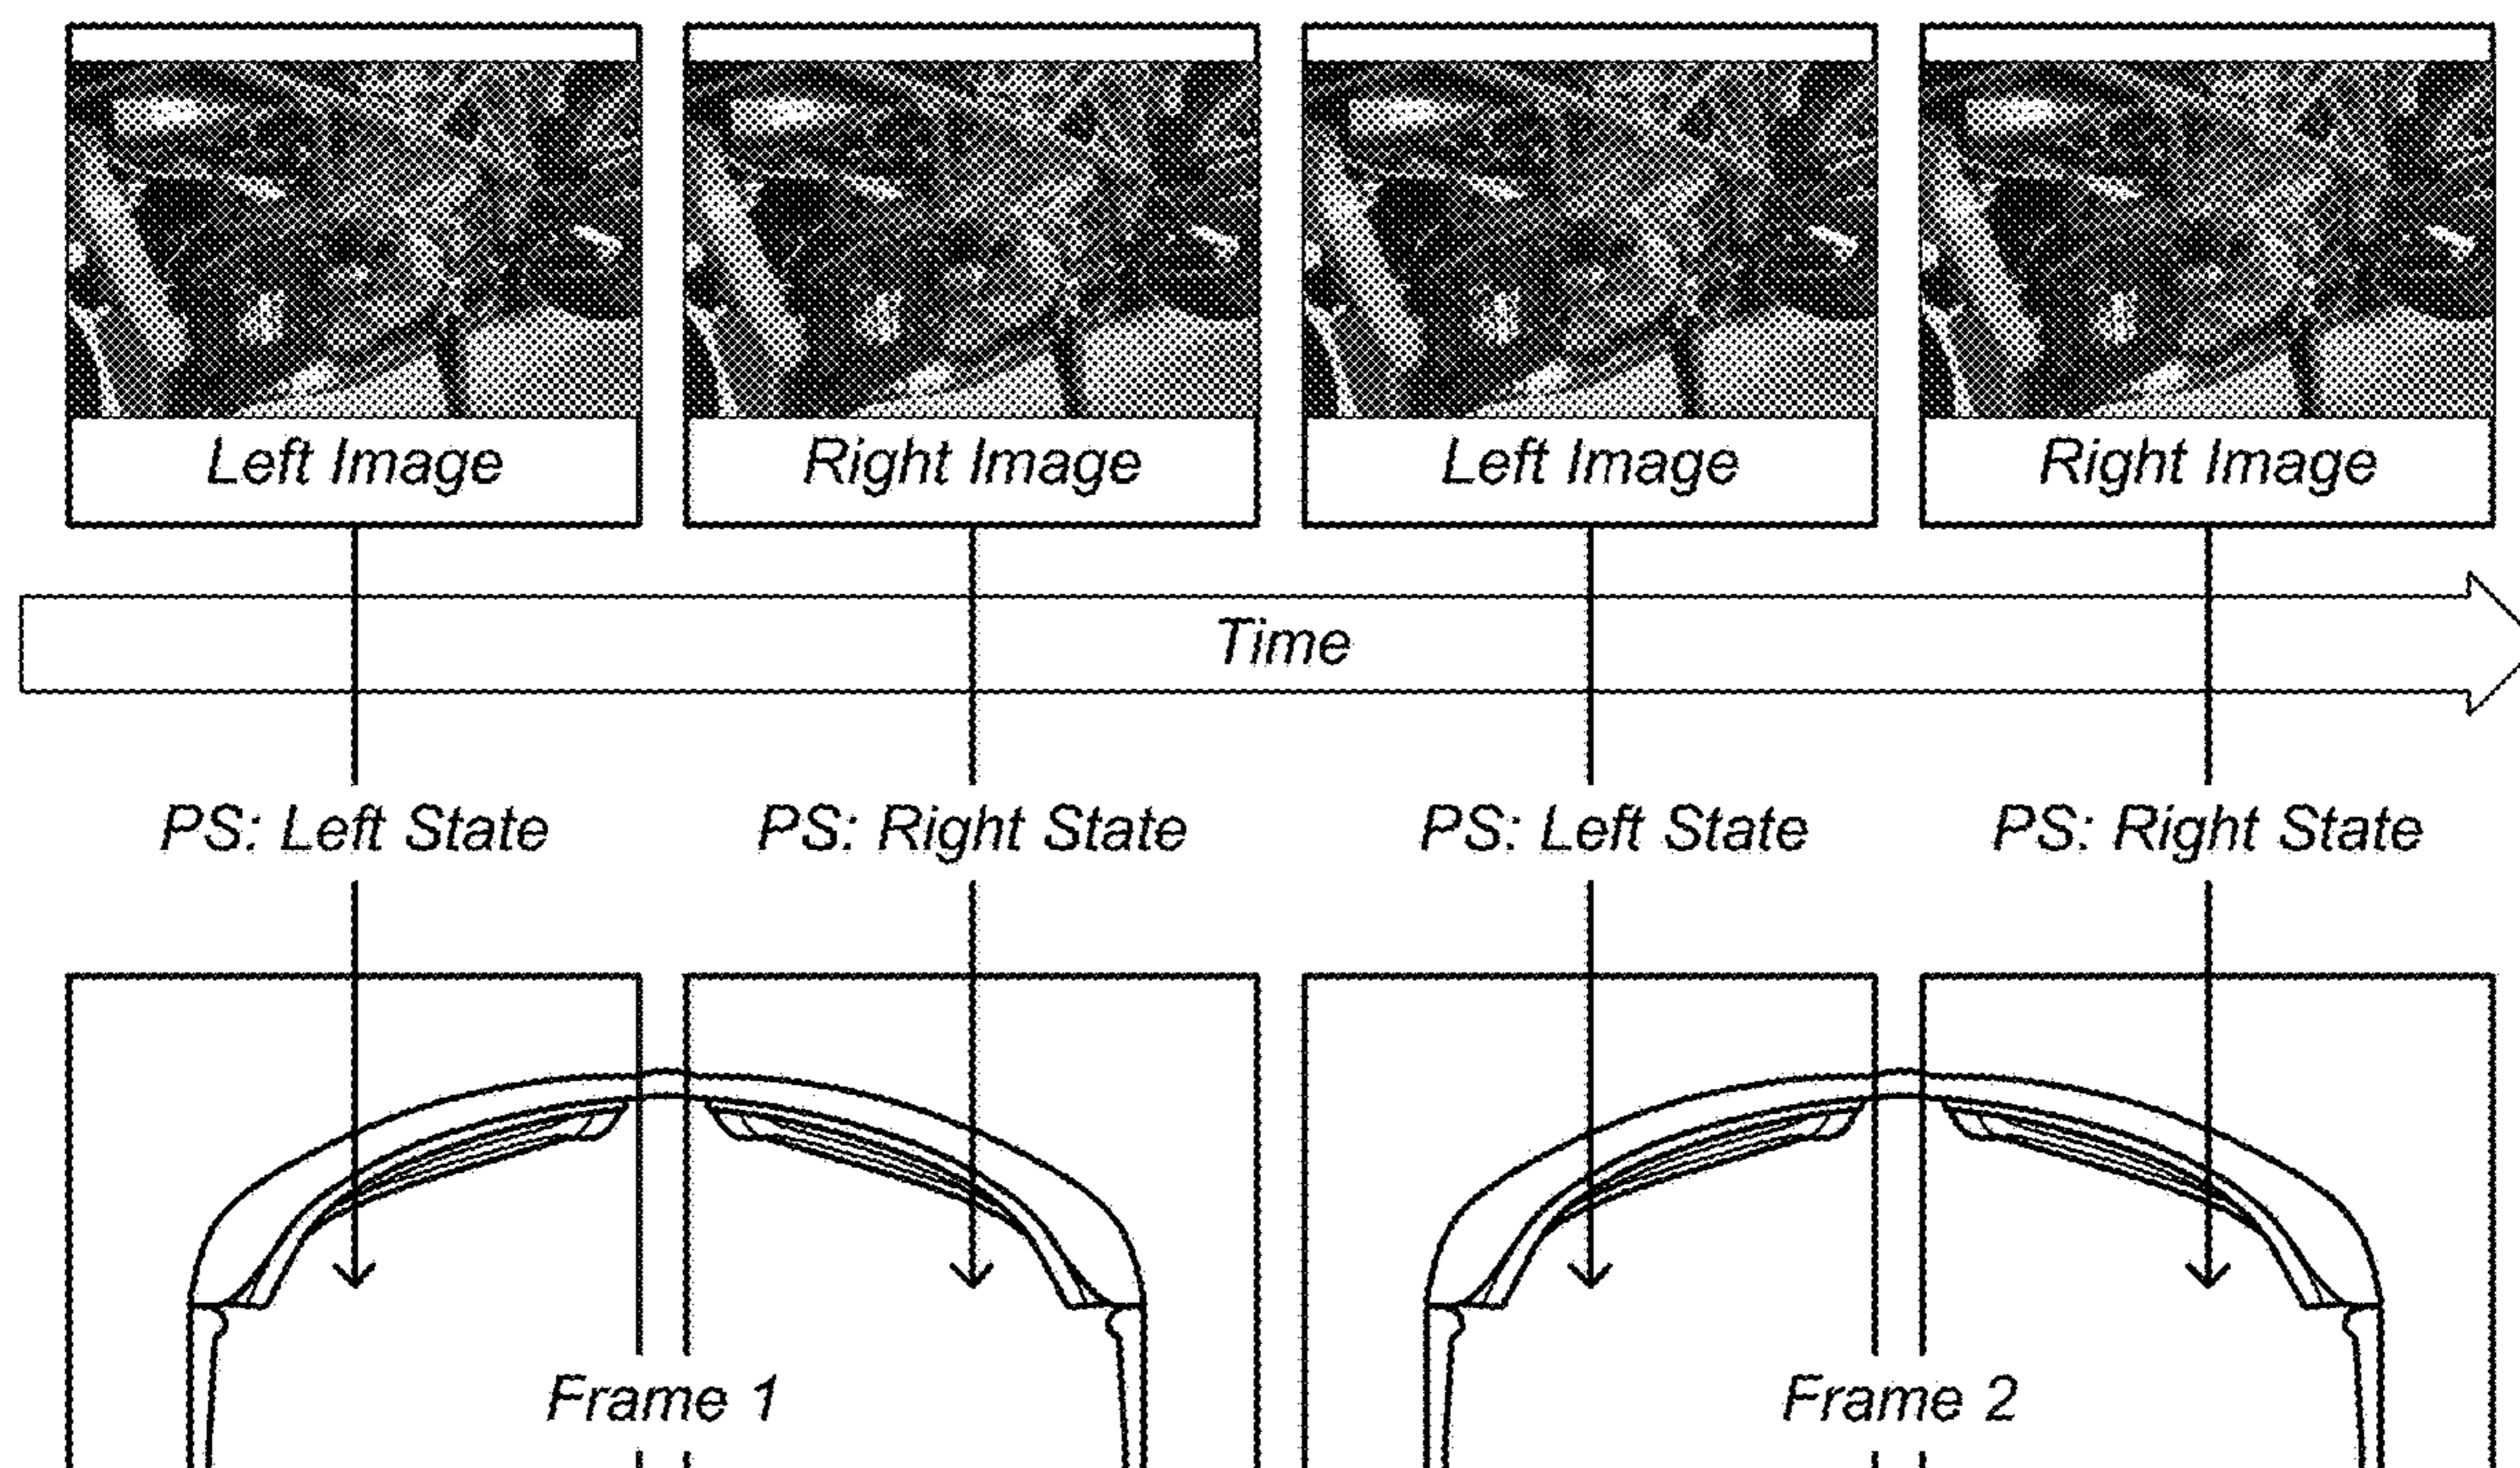 Left Image
Right Image
Left Image
Right Image
Time
PS: Left State
PS: Right State
PS: Left State
PS: Right State
Frame 1
Frame 2